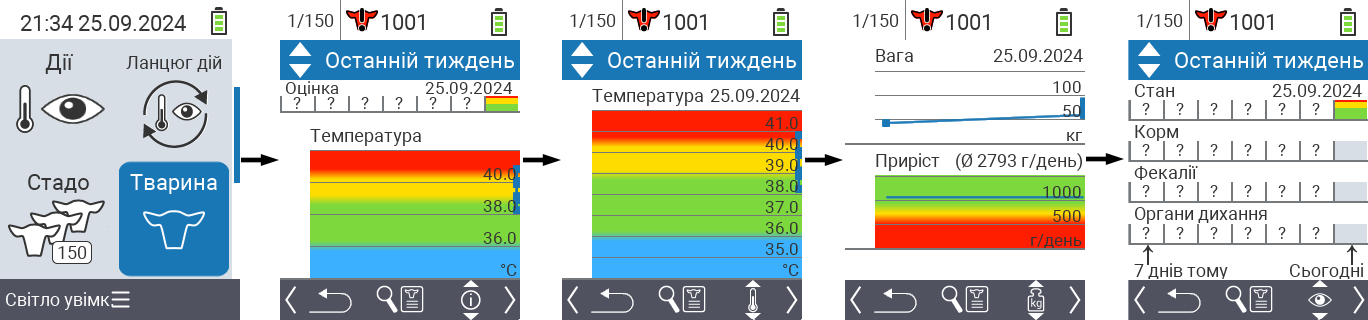 21:34 25.09.2024
Дії
Ланцюг дій
Стадо
150
Тварина
Світло увімк
1/150
1001
Останній тиждень
Оцінка 25.09.2024
? ? ? ? ? ?
Температура
40.0
38.0
36.0
°C
1/150
1001
Останній тиждень
Температура 25.09.2024
41.0
40.0
39.0
38.0
37.0
36.0
35.0
°C
1/150
1001
Вага 25.09.2024
100
50
кг
Приріст (Ø 2793 г/день)
1000
500
г/день
kg
1/150
1001
Останній тиждень
Стан 25.09.2024
? ? ? ? ? ?
Корм
? ? ? ? ? ?
Фекалії
? ? ? ? ? ?
Органи дихання
? ? ? ? ? ?
7 днів тому Сьогодні